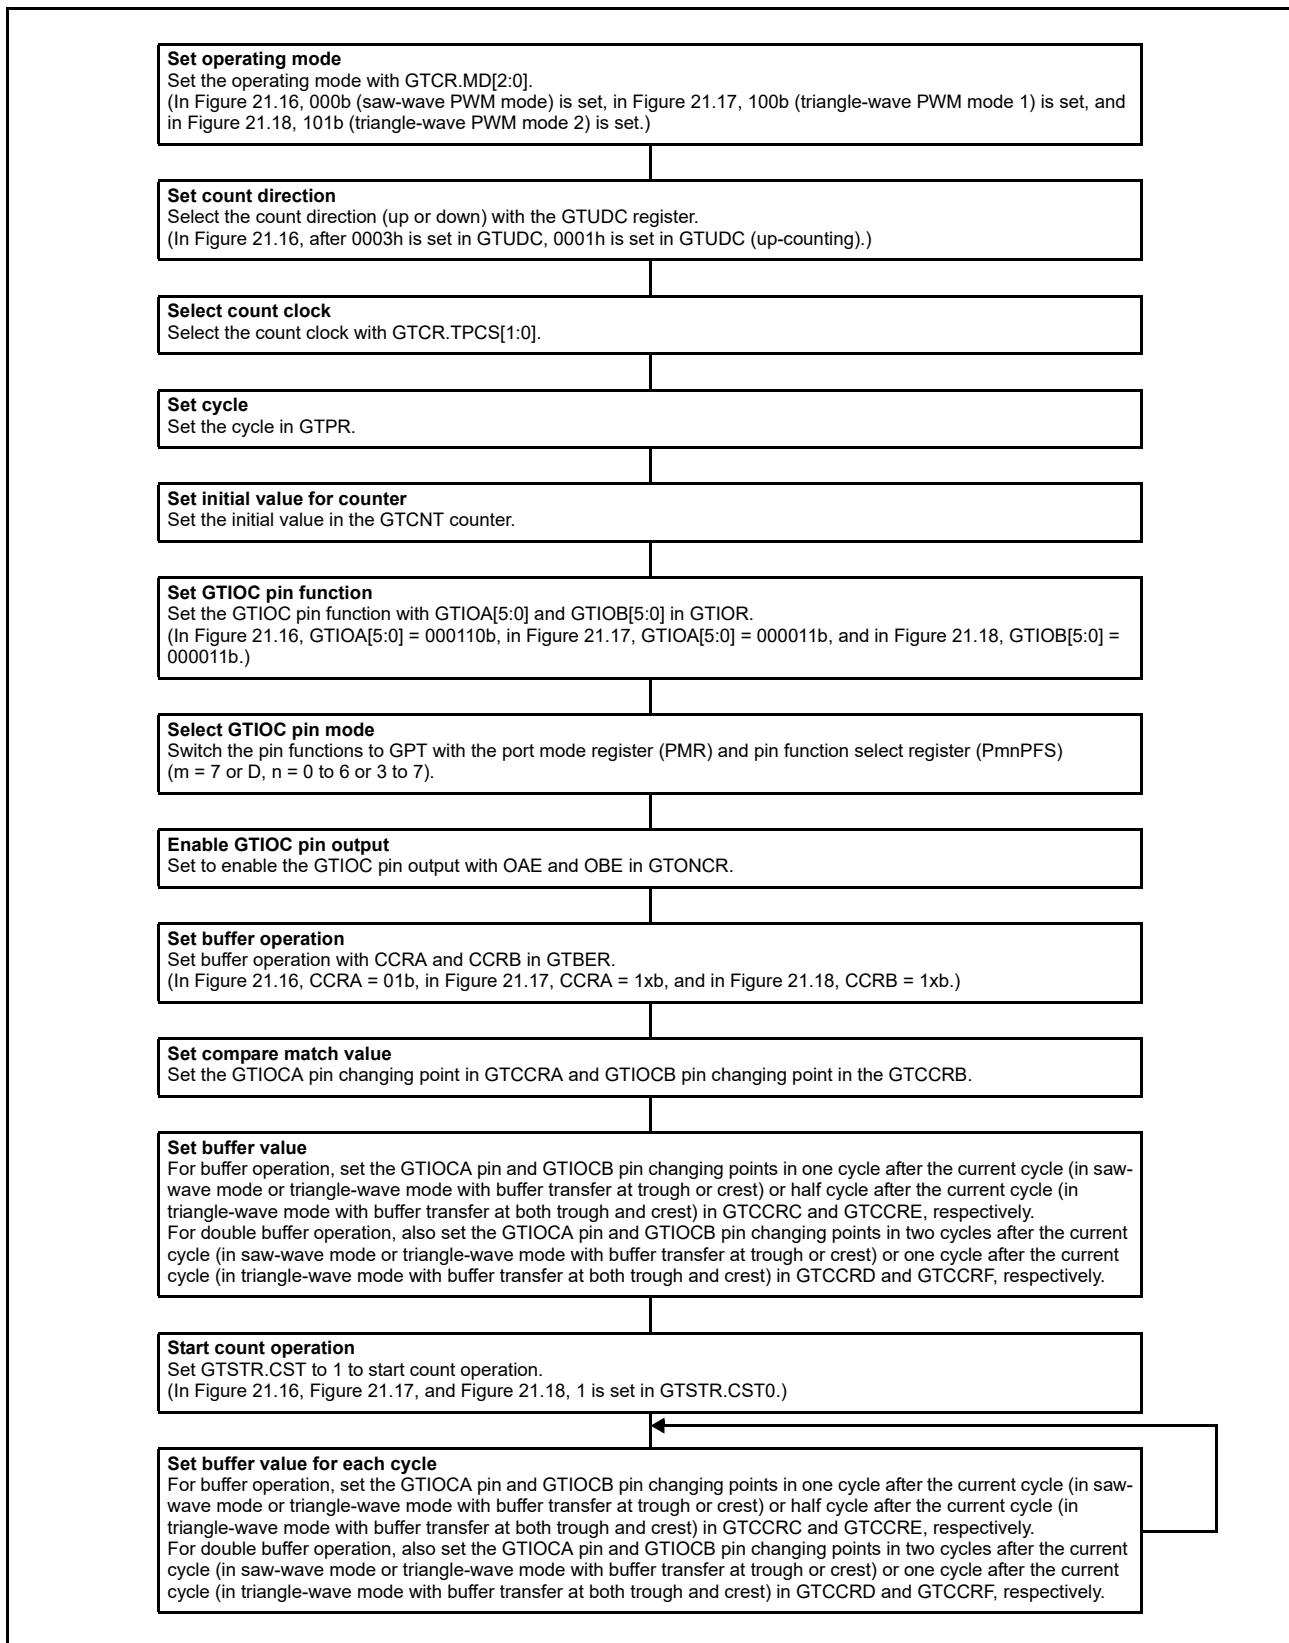 Set operating mode
Set the operating mode with GTCR.MD[2:0].
(In Figure 21.16, 000b (saw-wave PWM mode) is set, in Figure 21.17, 100b (triangle-wave PWM mode 1) is set, and
in Figure 21.18, 101b (triangle-wave PWM mode 2) is set.)
Set count direction
Select the count direction (up or down) with the GTUDC register.
(In Figure 21.16, after 0003h is set in GTUDC, 0001h is set in GTUDC (up-counting).)
Select count clock
Select the count clock with GTCR.TPCS[1:0].
Set cycle
Set the cycle in GTPR.
Set initial value for counter
Set the initial value in the GTCNT counter.
Set GTIOC pin function
Set the GTIOC pin function with GTIOA[5:0] and GTIOB[5:0] in GTIOR.
(In Figure 21.16, GTIOA[5:0] = 000110b, in Figure 21.17, GTIOA[5:0] = 000011b, and in Figure 21.18, GTIOB[5:0] =
000011b.)
Select GTIOC pin mode
Switch the pin functions to GPT with the port mode register (PMR) and pin function select register (PmnPFS)
(m = 7 or D, n = 0 to 6 or 3 to 7).
Enable GTIOC pin output
Set to enable the GTIOC pin output with OAE and OBE in GTONCR.
Set buffer operation
Set buffer operation with CCRA and CCRB in GTBER.
(In Figure 21.16, CCRA = 01b, in Figure 21.17, CCRA = 1xb, and in Figure 21.18, CCRB = 1xb.)
Set compare match value
Set the GTIOCA pin changing point in GTCCRA and GTIOCB pin changing point in the GTCCRB.
Set buffer value
For buffer operation, set the GTIOCA pin and GTIOCB pin changing points in one cycle after the current cycle (in saw-
wave mode or triangle-wave mode with buffer transfer at trough or crest) or half cycle after the current cycle (in
triangle-wave mode with buffer transfer at both trough and crest) in GTCCRC and GTCCRE, respectively.
For double buffer operation, also set the GTIOCA pin and GTIOCB pin changing points in two cycles after the current
cycle (in saw-wave mode or triangle-wave mode with buffer transfer at trough or crest) or one cycle after the current
cycle (in triangle-wave mode with buffer transfer at both trough and crest) in GTCCRD and GTCCRF, respectively.
Start count operation
Set GTSTR.CST to 1 to start count operation.
(In Figure 21.16, Figure 21.17, and Figure 21.18, 1 is set in GTSTR.CST0.)
Set buffer value for each cycle
For buffer operation, set the GTIOCA pin and GTIOCB pin changing points in one cycle after the current cycle (in saw-
wave mode or triangle-wave mode with buffer transfer at trough or crest) or half cycle after the current cycle (in
triangle-wave mode with buffer transfer at both trough and crest) in GTCCRC and GTCCRE, respectively.
For double buffer operation, also set the GTIOCA pin and GTIOCB pin changing points in two cycles after the current
cycle (in saw-wave mode or triangle-wave mode with buffer transfer at trough or crest) or one cycle after the current
cycle (in triangle-wave mode with buffer transfer at both trough and crest) in GTCCRD and GTCCRF, respectively.